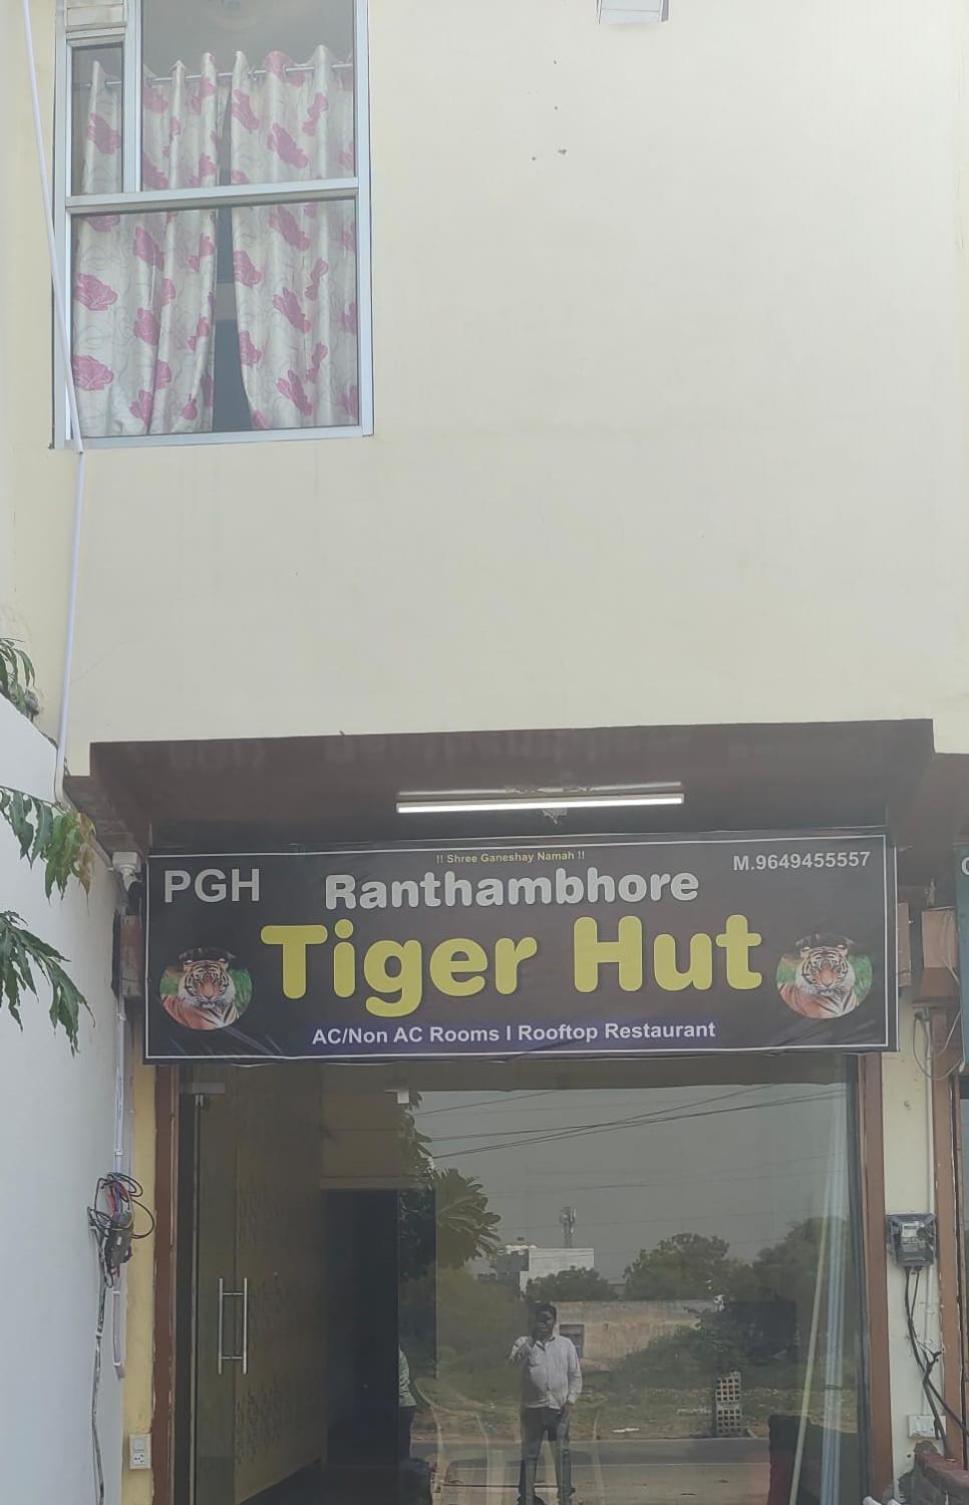 !! Shree Ganeshay Namah !!
M.9649455557
PGH
Ranthambhore
Tiger Hut
AC/Non AC Rooms I Rooftop Restaurant